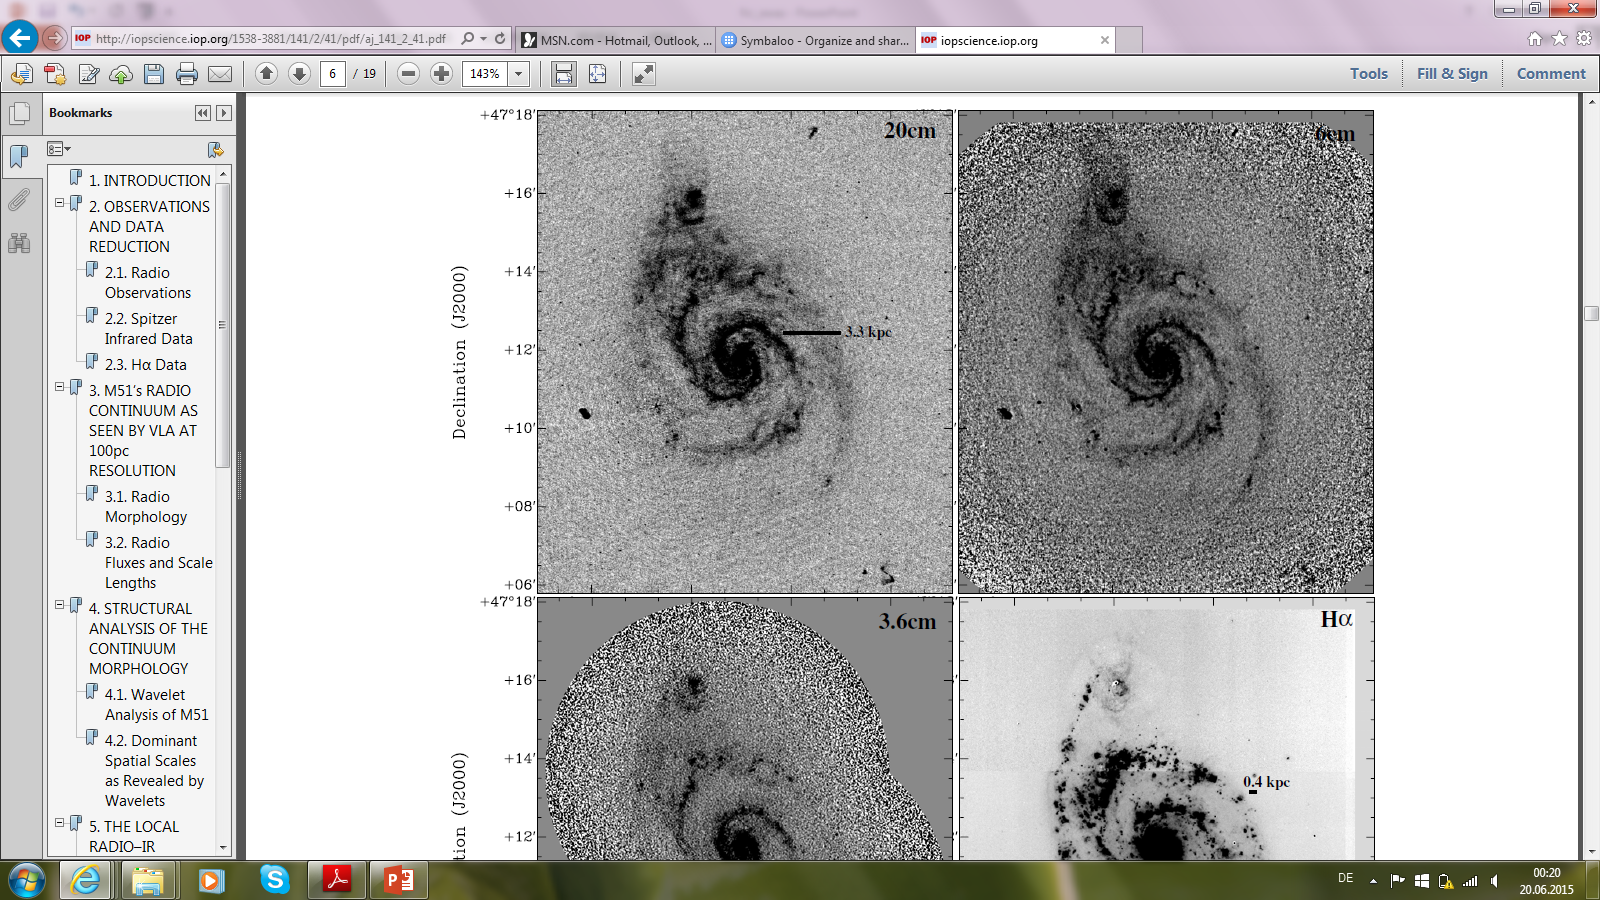 http://iopscience.iop.org/1538-3881/141/2/41/pdf/aj_141_2_41.pdf
MSN.com - Hotmail, Outlook, ...
Symbaloo - Organize and shar...
iopscience.iop.org
6 / 19
143%
Tools
Fill & Sign
Comment
Bookmarks
1. INTRODUCTION
2. OBSERVATIONS
AND DATA
REDUCTION
2.1. Radio
Observations
2.2. Spitzer
Infrared Data
2.3. Hα Data
3. M51's RADIO
CONTINUUM AS
SEEN BY VLA AT
100pc
RESOLUTION
3.1. Radio
Morphology
3.2. Radio
Fluxes and Scale
Lengths
4. STRUCTURAL
ANALYSIS OF THE
CONTINUUM
MORPHOLOGY
4.1. Wavelet
Analysis of M51
4.2. Dominant
Spatial Scales
as Revealed by
Wavelets
5. THE LOCAL
RADIO–IR
+47°18′
+16′
+14′
+12′
+10′
+08′
+06′
Declination (J2000)
20cm
3.3 kpc
6cm
+47°18′
+16′
+14′
+12′
tion (J2000)
3.6cm
Hα
0.4 kpc
DE
00:20
20.06.2015